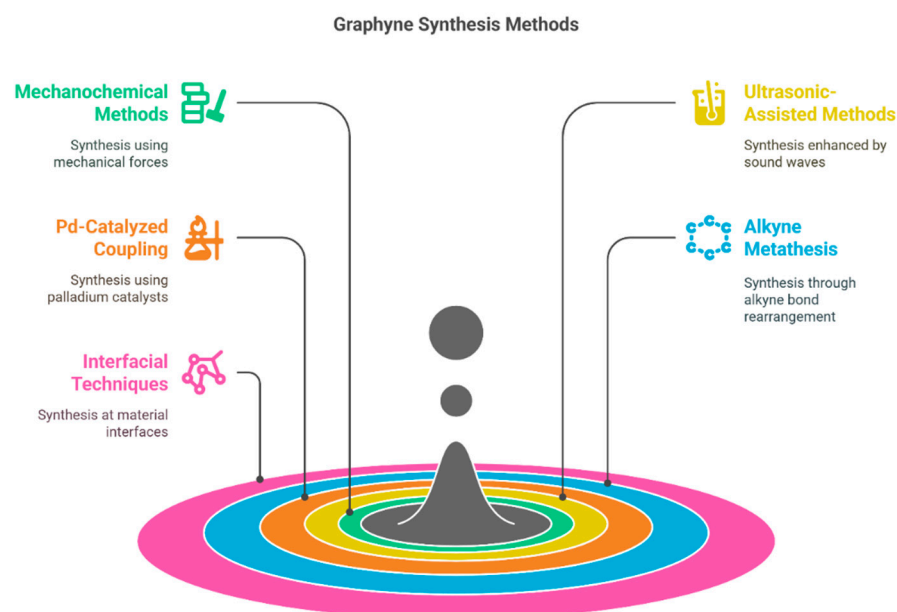 Graphyne Synthesis Methods
Mechanochemical
Methods
Synthesis using
mechanical forces
Pd-Catalyzed
Coupling
Synthesis using
palladium catalysts
Interfacial
Techniques
Synthesis at material
interfaces
Ultrasonic-
Assisted Methods
Synthesis enhanced by
sound waves
Alkyne
Metathesis
Synthesis through
alkyne bond
rearrangement